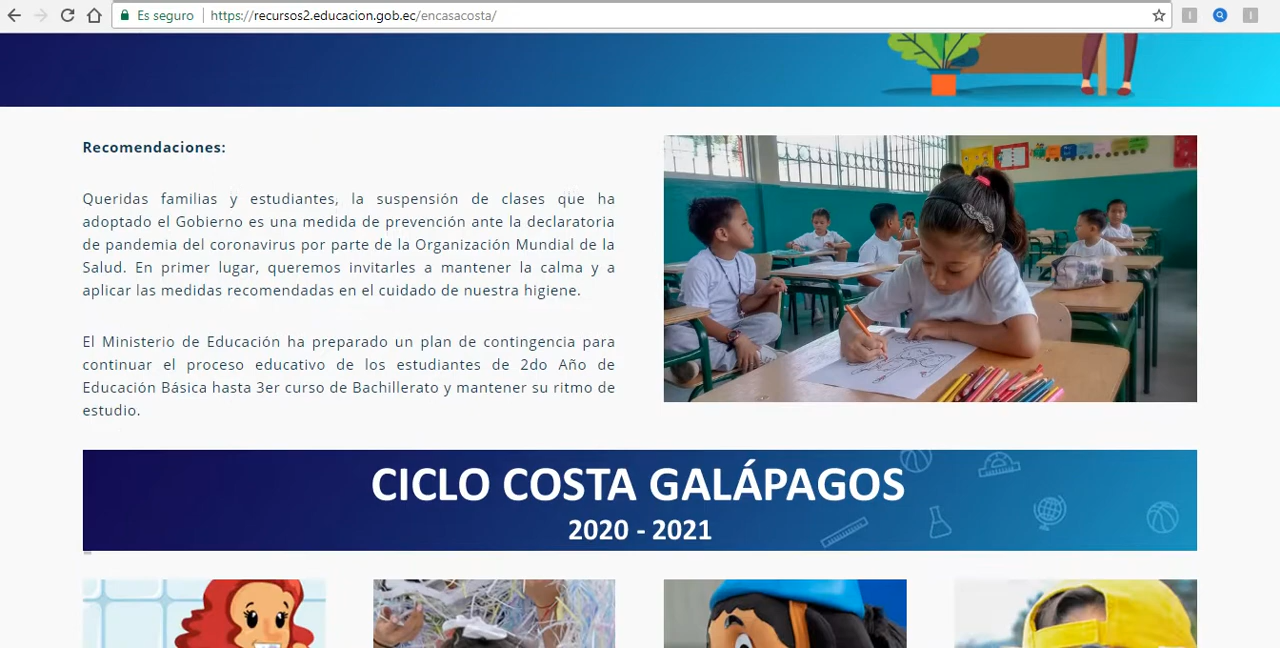 Es seguro
https://recursos2.educacion.gob.ec/encasacosta/
Recomendaciones:
Queridas familias y estudiantes, la suspensión de clases que ha
adoptado el Gobierno es una medida de prevención ante la declaratoria
de pandemia del coronavirus por parte de la Organización Mundial de la
Salud. En primer lugar, queremos invitarles a mantener la calma y a
aplicar las medidas recomendadas en el cuidado de nuestra higiene.
El Ministerio de Educación ha preparado un plan de contingencia para
continuar el proceso educativo de los estudiantes de 2do Año de
Educación Básica hasta 3er curso de Bachillerato y mantener su ritmo de
estudio.
CICLO COSTA GALÁPAGOS
2020 - 2021